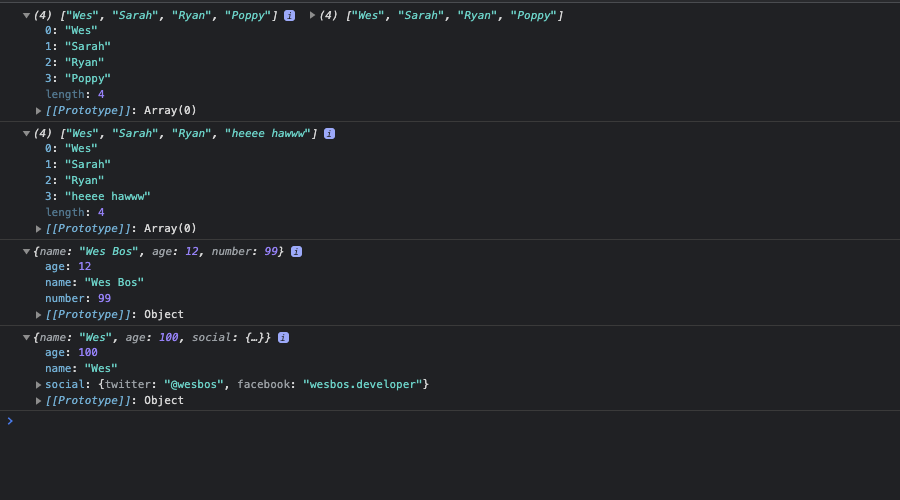 (4) ["Wes", "Sarah", "Ryan", "Poppy"] i (4) ["Wes", "Sarah", "Ryan", "Poppy"]
0: "Wes"
1: "Sarah"
2: "Ryan"
3: "Poppy"
length: 4
[[Prototype]]: Array(0)
(4) ["Wes", "Sarah", "Ryan", "heeee hawww"] i
0: "Wes"
1: "Sarah"
2: "Ryan"
3: "heeee hawww"
length: 4
[[Prototype]]: Array(0)
{name: "Wes Bos", age: 12, number: 99} i
age: 12
name: "Wes Bos"
number: 99
[[Prototype]]: Object
{name: "Wes", age: 100, social: {…}} i
age: 100
name: "Wes"
social: {twitter: "@wesbos", facebook: "wesbos.developer"}
[[Prototype]]: Object